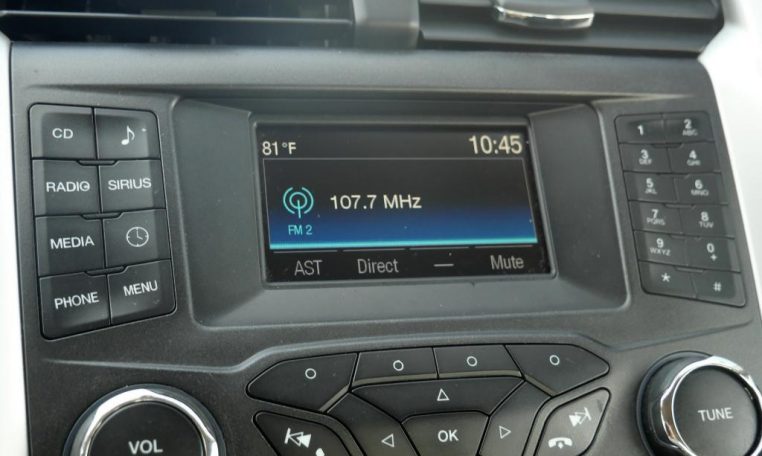 CD
RADIO SIRIUS
MEDIA
PHONE MENU
81°F 10:45
107.7 MHz
FM 2
AST Direct — Mute
1 2 ABC
3 DEF 4 GHI
5 JKL 6 MNO
7 PQRS 8 TUV
9 WXYZ 0 +
* #
OK
VOL
TUNE